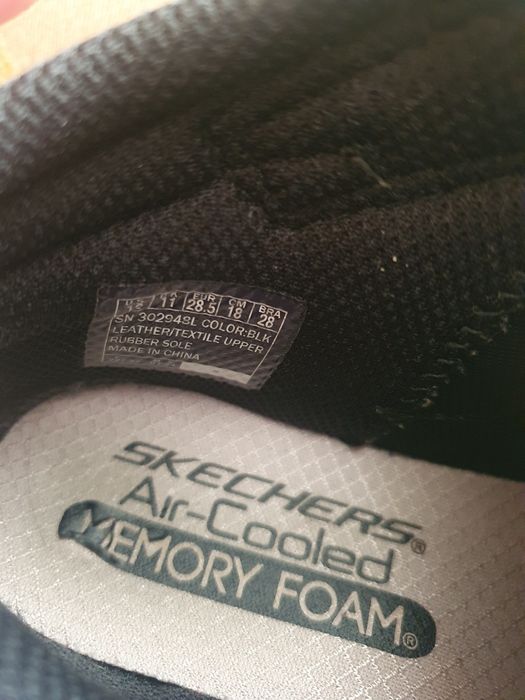 US UK EUR CM BRA
12 11 28.5 18 28
SN 302948L COLOR:BLK
LEATHER/TEXTILE UPPER
RUBBER SOLE
MADE IN CHINA
SKECHERS®
Air-Cooled
MEMORY FOAM®